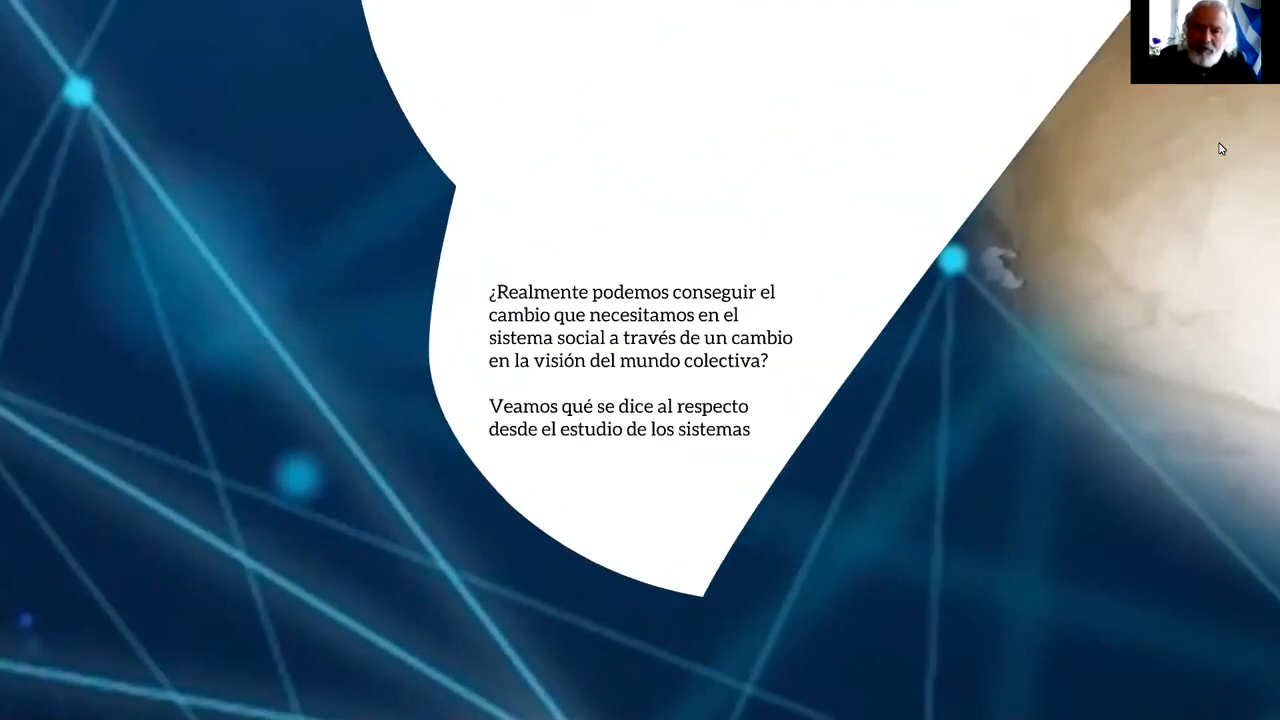 ¿Realmente podemos conseguir el
cambio que necesitamos en el
sistema social a través de un cambio
en la visión del mundo colectiva?
Veamos qué se dice al respecto
desde el estudio de los sistemas